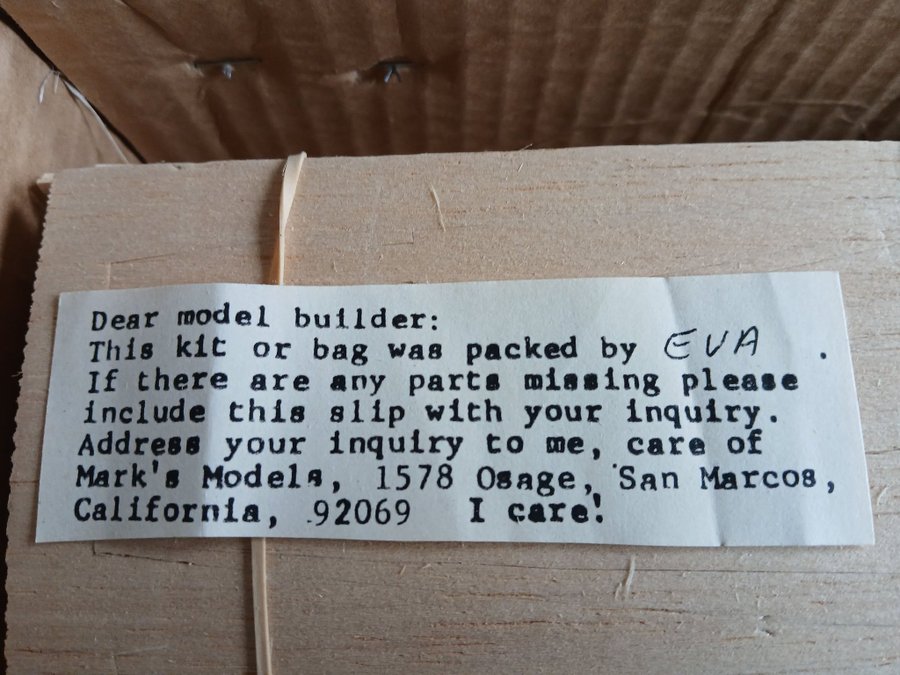 Dear model builder:
This kit or bag was packed by EVA .
If there are any parts missing please
include this slip with your inquiry.
Address your inquiry to me, care of
Mark's Models, 1578 Osage, San Marcos,
California, 92069 I care!